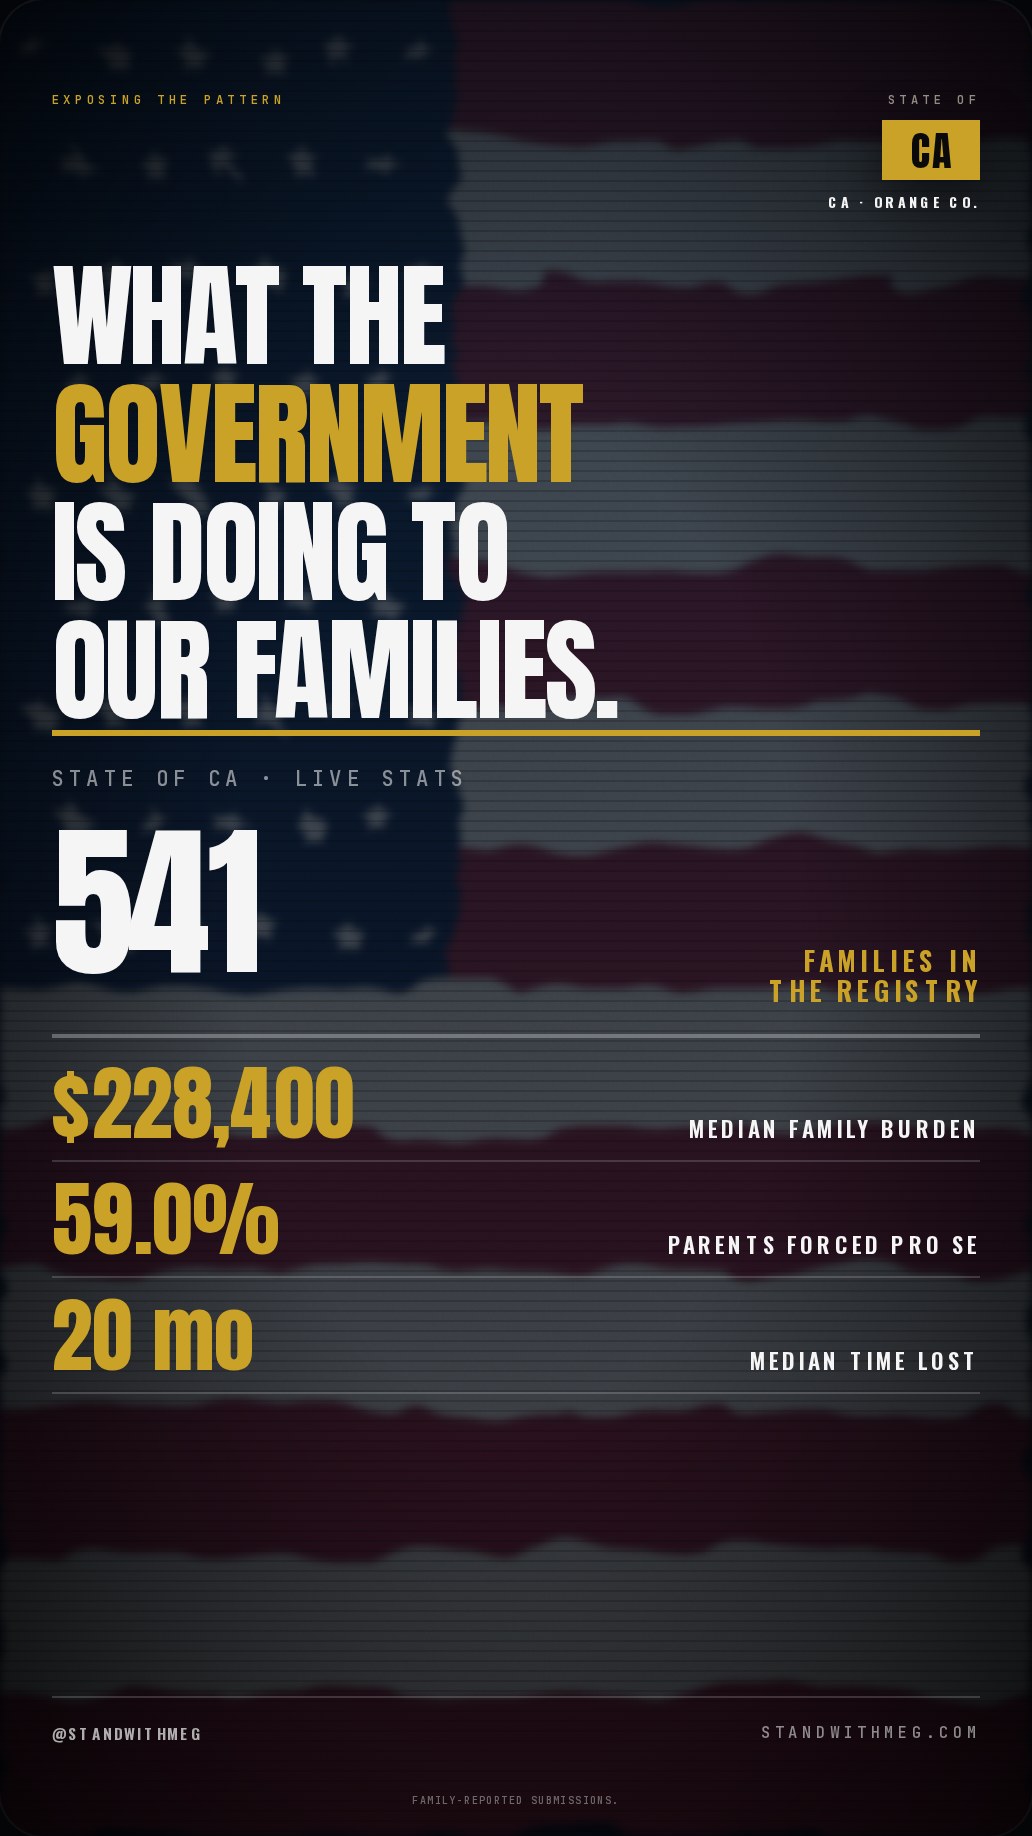 EXPOSING THE PATTERN
STATE OF
CA
CA · ORANGE CO.
WHAT THE
GOVERNMENT
IS DOING TO
OUR FAMILIES.
STATE OF CA · LIVE STATS
541
FAMILIES IN
THE REGISTRY
$228,400
MEDIAN FAMILY BURDEN
59.0%
PARENTS FORCED PRO SE
20 mo
MEDIAN TIME LOST
@STANDWITHMEG
STANDWITHMEG.COM
FAMILY-REPORTED SUBMISSIONS.